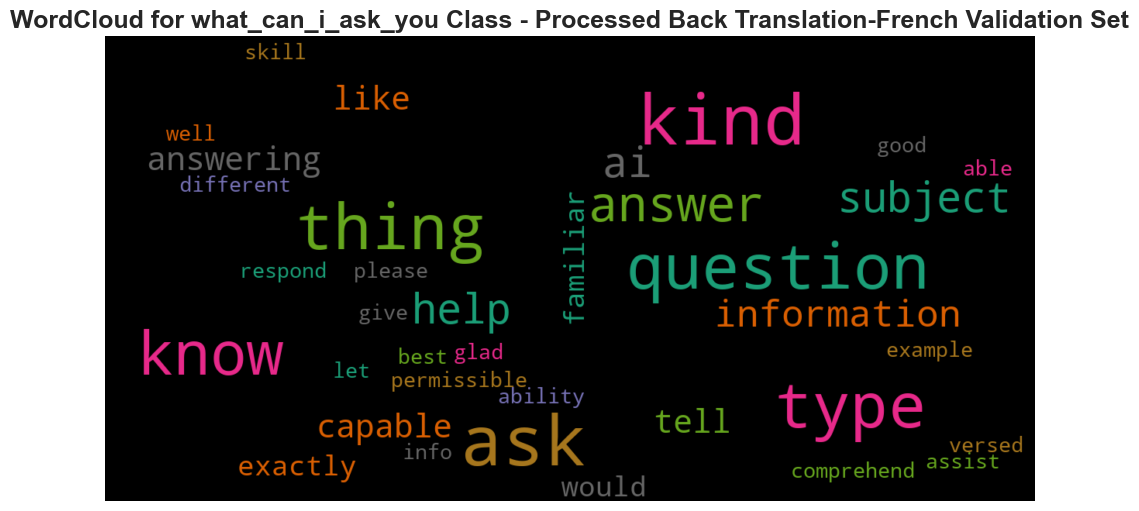 WordCloud for what_can_i_ask_you Class - Processed Back Translation-French Validation Set
skill
like
kind
well
answering
ai
good
able
different
thing
answer
subject
familiar
respond
please
question
give
help
information
know
best
glad
example
let
permissible
ability
type
capable
ask
tell
info
exactly
versed
assist
comprehend
would